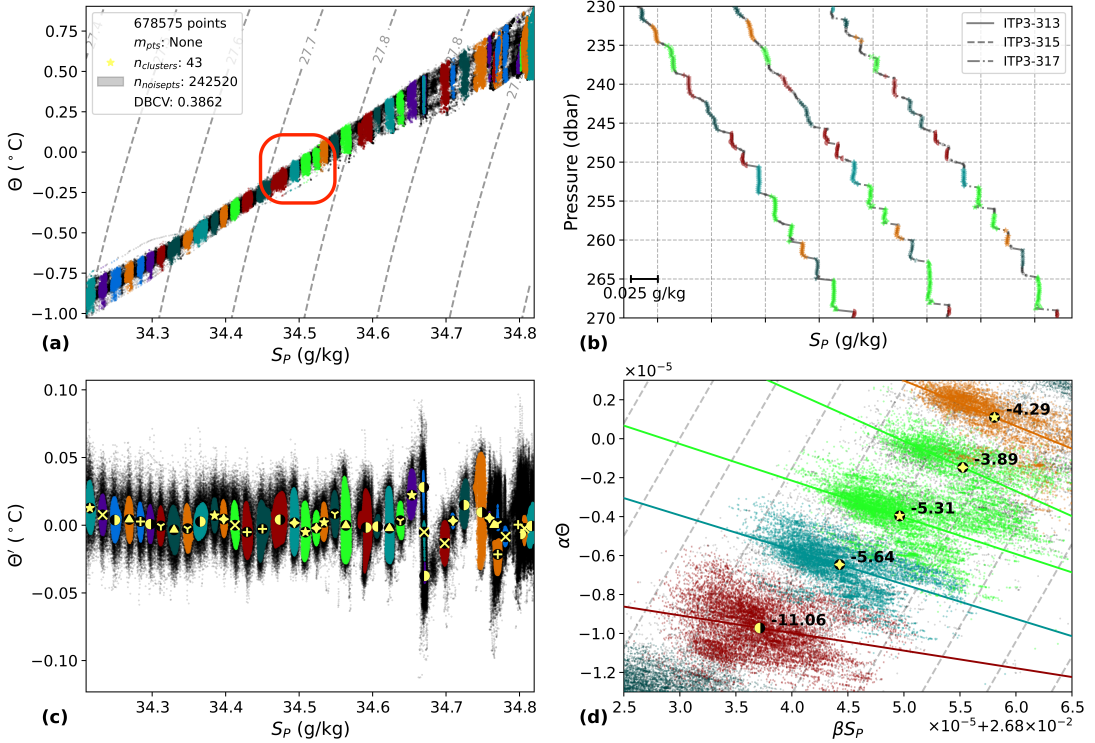 678575 points
m_pts: None
n_clusters: 43
n_noisepts: 242520
DBCV: 0.3862
27.6
27.7
27.8
0.75
0.50
0.25
0.00
−0.25
−0.50
−0.75
−1.00
Θ (°C)
34.3 34.4 34.5 34.6 34.7 34.8
(a)
S_P (g/kg)
230
235
240
245
250
255
260
265
270
Pressure (dbar)
ITP3-313
ITP3-315
ITP3-317
0.025 g/kg
(b)
S_P (g/kg)
0.10
0.05
0.00
−0.05
−0.10
Θ′ (°C)
34.3 34.4 34.5 34.6 34.7 34.8
(c)
S_P (g/kg)
×10⁻⁵
0.2
0.0
−0.2
−0.4
−0.6
−0.8
−1.0
−1.2
αΘ
-4.29
-3.89
-5.31
-5.64
-11.06
2.5 3.0 3.5 4.0 4.5 5.0 5.5 6.0 6.5
(d)
βS_P
×10⁻⁵+2.68×10⁻²